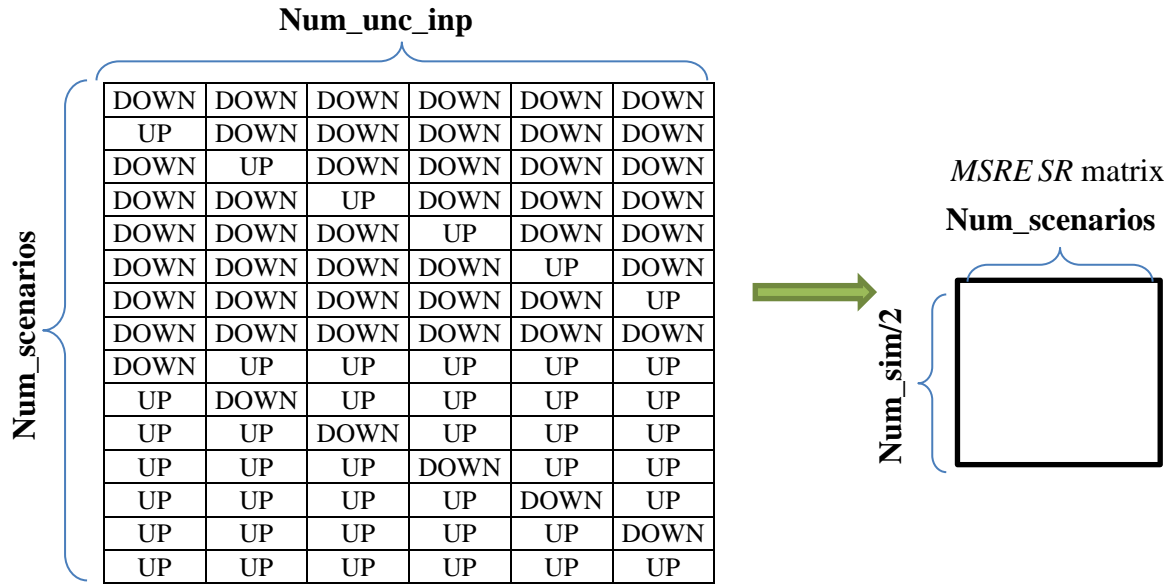 Num_unc_inp
DOWN DOWN DOWN DOWN DOWN DOWN
UP DOWN DOWN DOWN DOWN DOWN
DOWN UP DOWN DOWN DOWN DOWN
DOWN DOWN UP DOWN DOWN DOWN
DOWN DOWN DOWN UP DOWN DOWN
DOWN DOWN DOWN DOWN UP DOWN
DOWN DOWN DOWN DOWN DOWN UP
DOWN DOWN DOWN DOWN DOWN DOWN
DOWN UP UP UP UP UP
UP DOWN UP UP UP UP
UP UP DOWN UP UP UP
UP UP UP DOWN UP UP
UP UP UP UP DOWN UP
UP UP UP UP UP DOWN
UP UP UP UP UP UP
Num_scenarios
MSRE SR matrix
Num_scenarios
Num_sim/2